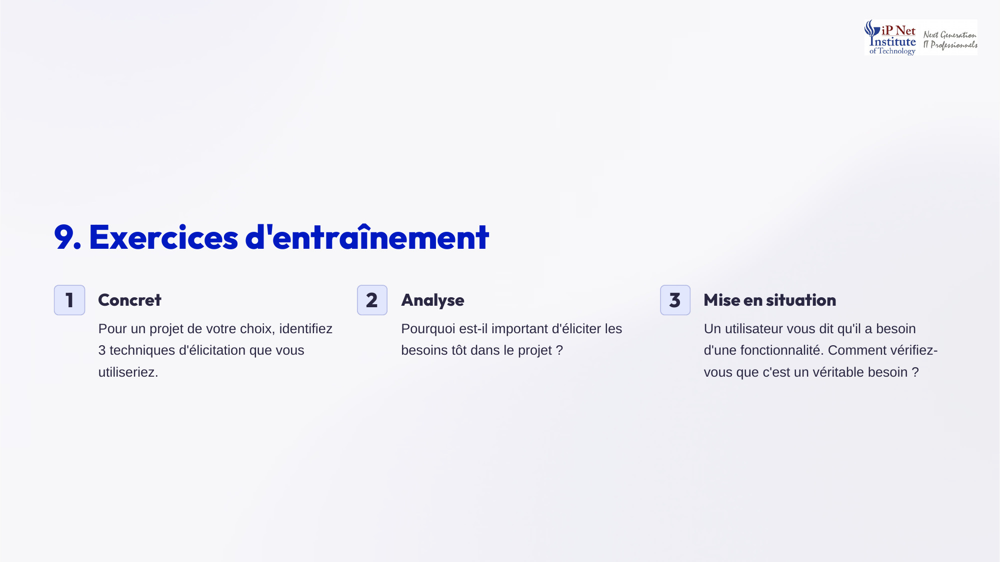 iP Net
Institute
of Technology
Next Generation
IT Professionnels
9. Exercices d'entraînement
1
Concret
Pour un projet de votre choix, identifiez
3 techniques d'élicitation que vous
utiliseriez.
2
Analyse
Pourquoi est-il important d'éliciter les
besoins tôt dans le projet ?
3
Mise en situation
Un utilisateur vous dit qu'il a besoin
d'une fonctionnalité. Comment vérifiez-
vous que c'est un véritable besoin ?